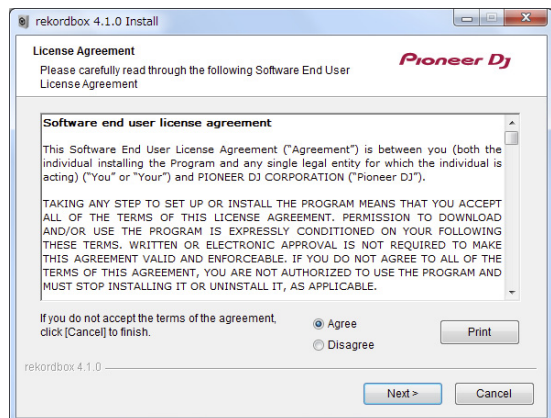 rekordbox 4.1.0 Install
License Agreement
Please carefully read through the following Software End User
License Agreement
Pioneer Dj
Software end user license agreement
This Software End User License Agreement ("Agreement") is between you (both the
individual installing the Program and any single legal entity for which the individual is
acting) ("You" or "Your") and PIONEER DJ CORPORATION ("Pioneer DJ").
TAKING ANY STEP TO SET UP OR INSTALL THE PROGRAM MEANS THAT YOU ACCEPT
ALL OF THE TERMS OF THIS LICENSE AGREEMENT. PERMISSION TO DOWNLOAD
AND/OR USE THE PROGRAM IS EXPRESSLY CONDITIONED ON YOUR FOLLOWING
THESE TERMS. WRITTEN OR ELECTRONIC APPROVAL IS NOT REQUIRED TO MAKE
THIS AGREEMENT VALID AND ENFORCEABLE. IF YOU DO NOT AGREE TO ALL OF THE
TERMS OF THIS AGREEMENT, YOU ARE NOT AUTHORIZED TO USE THE PROGRAM AND
MUST STOP INSTALLING IT OR UNINSTALL IT, AS APPLICABLE.
If you do not accept the terms of the agreement,
click [Cancel] to finish.
Agree
Disagree
Print
rekordbox 4.1.0
Next >
Cancel